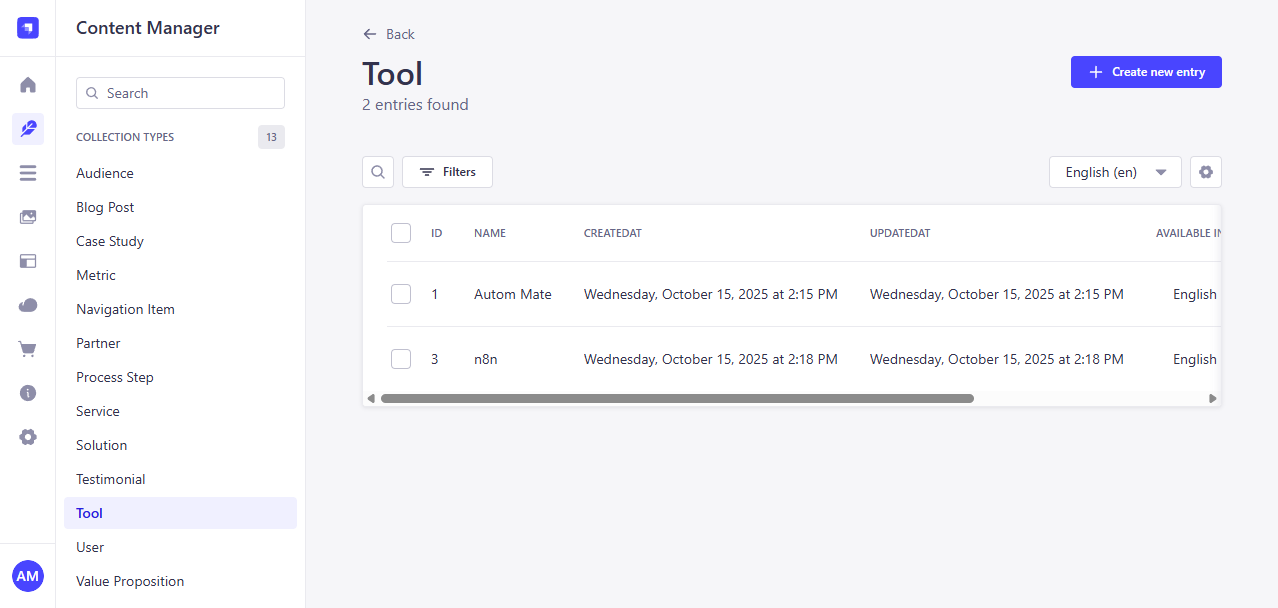 Content Manager
Search
COLLECTION TYPES 13
Audience
Blog Post
Case Study
Metric
Navigation Item
Partner
Process Step
Service
Solution
Testimonial
Tool
User
Value Proposition
AM
Back
Tool
2 entries found
Create new entry
Filters
English (en)
ID NAME CREATEDAT UPDATEDAT AVAILABLE IN
1 Autom Mate Wednesday, October 15, 2025 at 2:15 PM Wednesday, October 15, 2025 at 2:15 PM English
3 n8n Wednesday, October 15, 2025 at 2:18 PM Wednesday, October 15, 2025 at 2:18 PM English